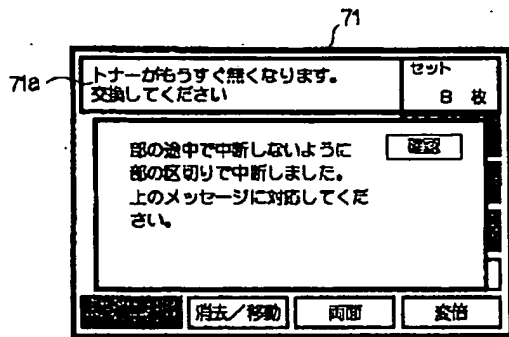 71
71a
トナーがもうすぐ無くなります。
交換してください
セット
8 枚
部の途中で中断しないように
部の区切りで中断しました。
上のメッセージに対応してくだ
さい。
確認
消去／移動
両面
変倍